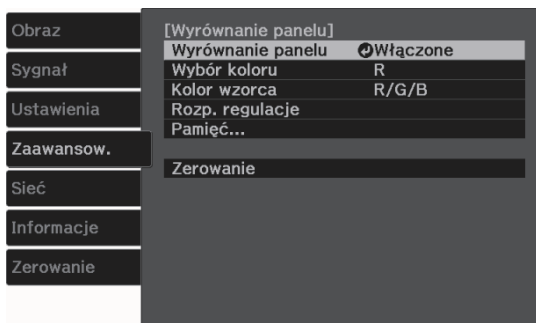 Obraz
Sygnał
Ustawienia
Zaawansow.
Sieć
Informacje
Zerowanie
[Wyrównanie panelu]
Wyrównanie panelu Włączone
Wybór koloru R
Kolor wzorca R/G/B
Rozp. regulacje
Pamięć...
Zerowanie